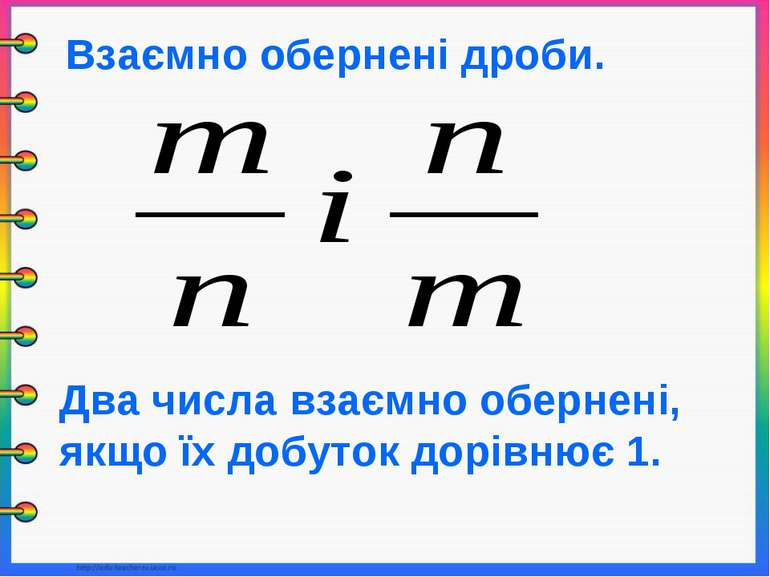 Взаємно обернені дроби.
m/n і n/m
Два числа взаємно обернені,
якщо їх добуток дорівнює 1.